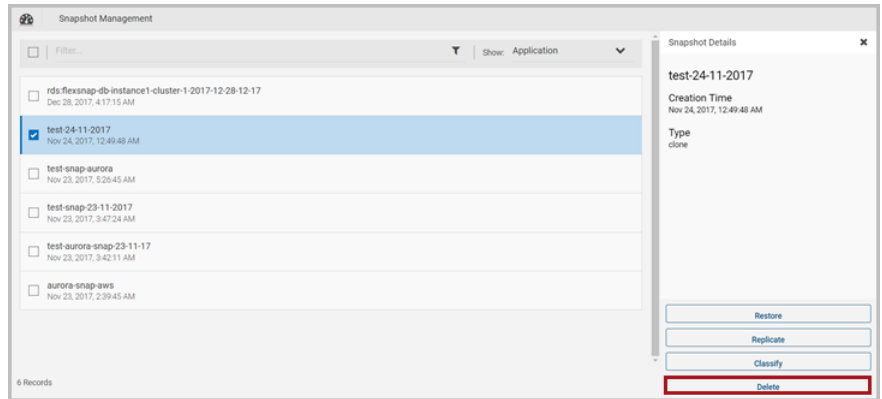 Snapshot Management
Filter...
Show: Application
rds:flexsnap-db-instance1-cluster-1-2017-12-28-12-17
Dec 28, 2017, 4:17:15 AM
test-24-11-2017
Nov 24, 2017, 12:49:48 AM
test-snap-aurora
Nov 23, 2017, 5:26:45 AM
test-snap-23-11-2017
Nov 23, 2017, 3:47:24 AM
test-aurora-snap-23-11-17
Nov 23, 2017, 3:42:11 AM
aurora-snap-aws
Nov 23, 2017, 2:39:45 AM
6 Records
Snapshot Details
test-24-11-2017
Creation Time
Nov 24, 2017, 12:49:48 AM
Type
clone
Restore
Replicate
Classify
Delete